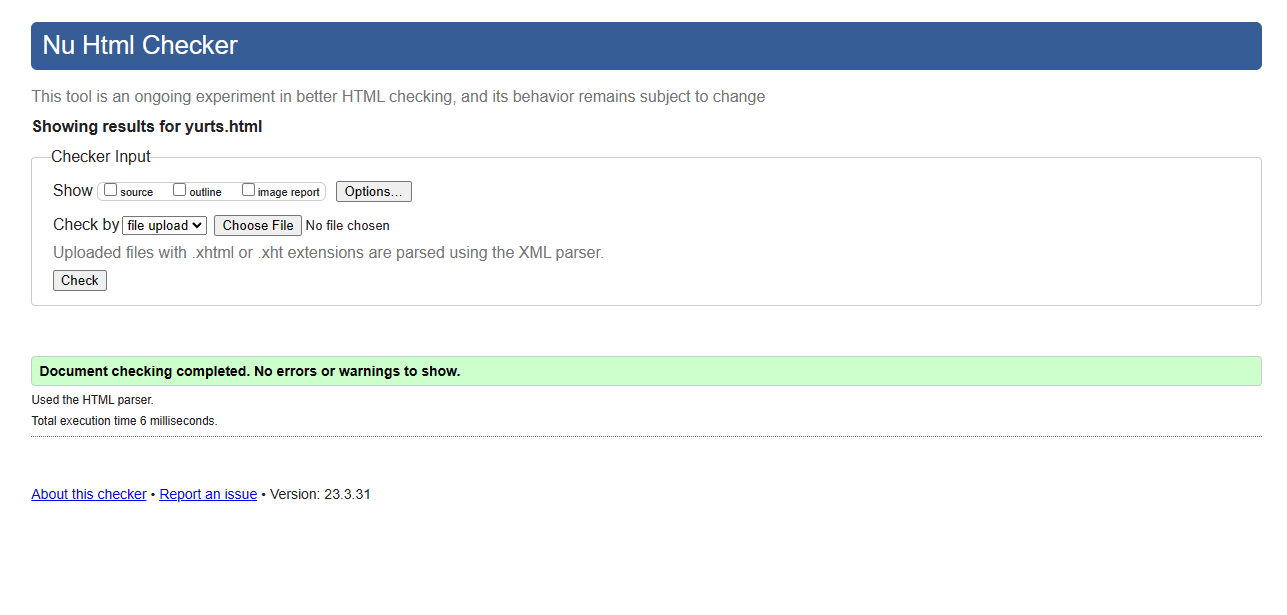 Nu Html Checker
This tool is an ongoing experiment in better HTML checking, and its behavior remains subject to change
Showing results for yurts.html
Checker Input
Show source outline image report Options...
Check by file upload Choose File No file chosen
Uploaded files with .xhtml or .xht extensions are parsed using the XML parser.
Check
Document checking completed. No errors or warnings to show.
Used the HTML parser.
Total execution time 6 milliseconds.
About this checker • Report an issue • Version: 23.3.31